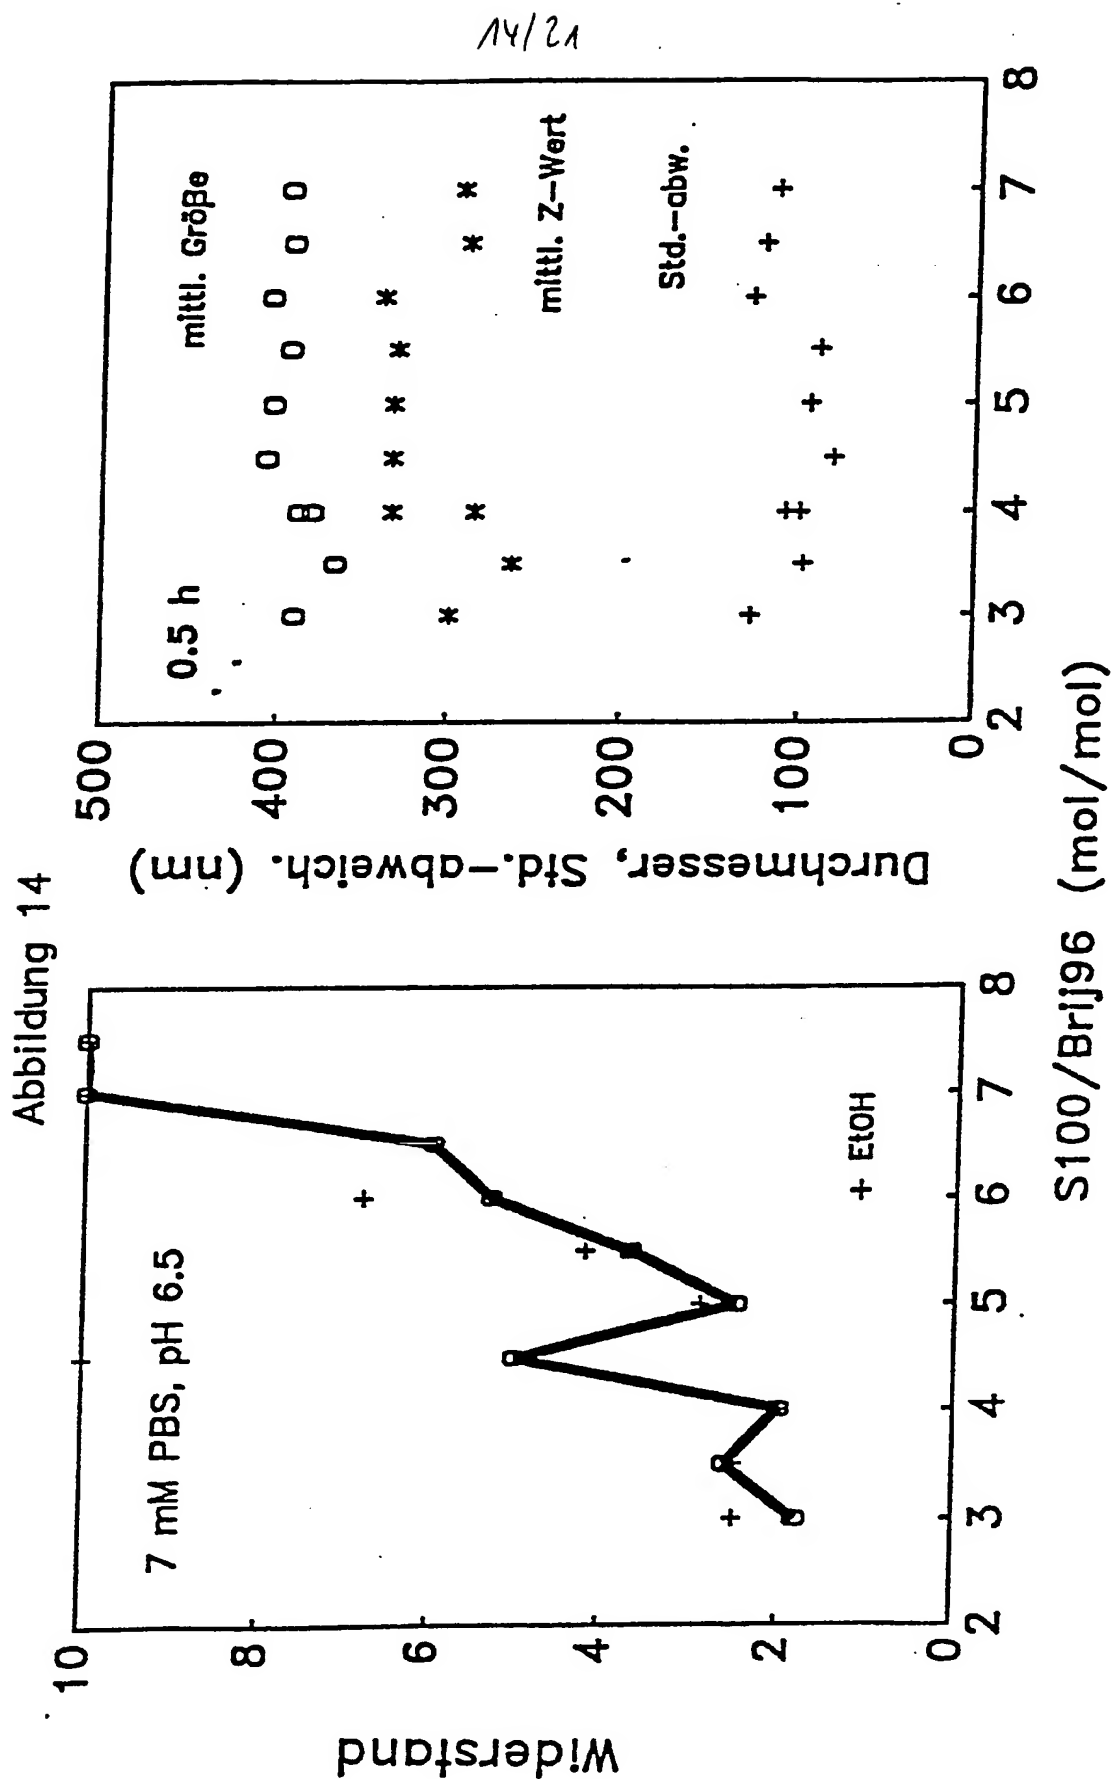 14/21
Abbildung 14
Widerstand
10
8
6
4
2
0
7 mM PBS, pH 6.5
+ EtOH
2 3 4 5 6 7 8
Durchmesser, Std.-abweich. (nm)
500
400
300
200
100
0
0.5 h
mittl. Größe
mittl. Z-Wert
Std.-abw.
2 3 4 5 6 7 8
S100/Brij96 (mol/mol)